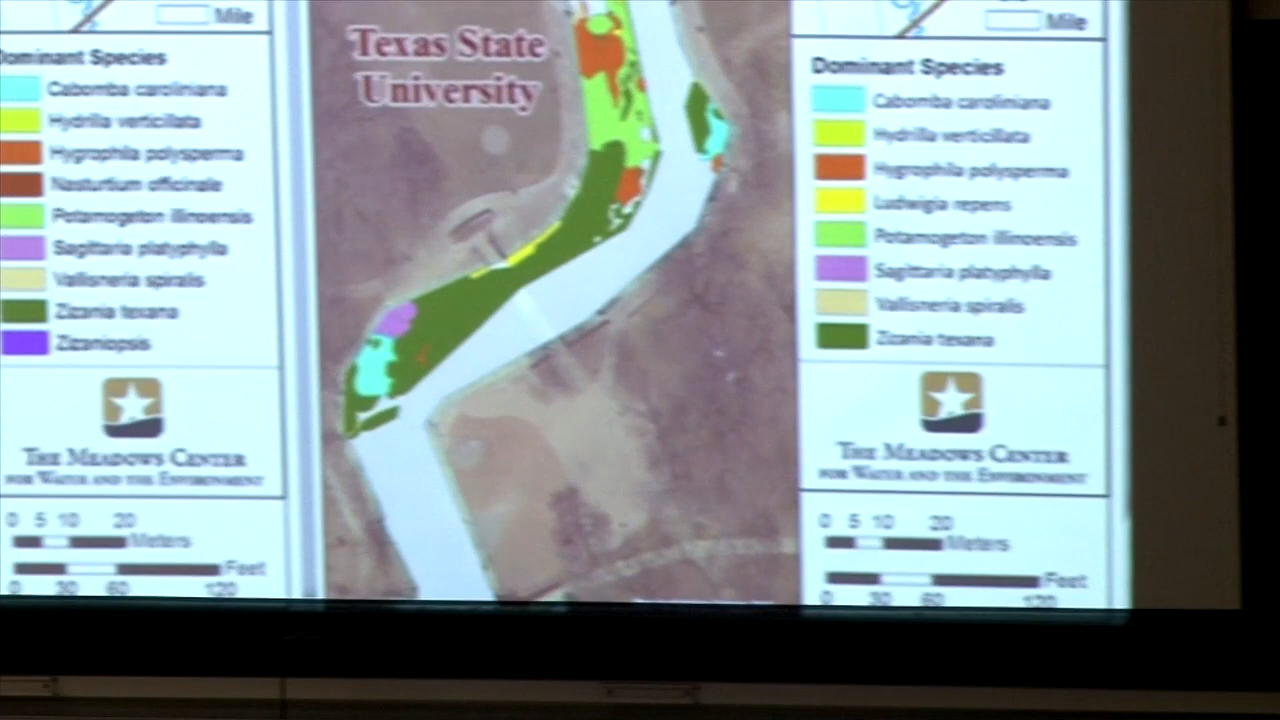 Mile
Dominant Species
Cabomba caroliniana
Hydrilla verticillata
Hygrophila polysperma
Nasturtium officinale
Potamogeton illinoensis
Sagittaria platyphylla
Vallisneria spiralis
Zizania texana
Zizaniopsis
THE MEADOWS CENTER
FOR WATER AND THE ENVIRONMENT
0 5 10 20
Meters
Feet
0 30 60 120
Texas State
University
Mile
Dominant Species
Cabomba caroliniana
Hydrilla verticillata
Hygrophila polysperma
Ludwigia repens
Potamogeton illinoensis
Sagittaria platyphylla
Vallisneria spiralis
Zizania texana
THE MEADOWS CENTER
FOR WATER AND THE ENVIRONMENT
0 5 10 20
Meters
Feet
0 30 60 120